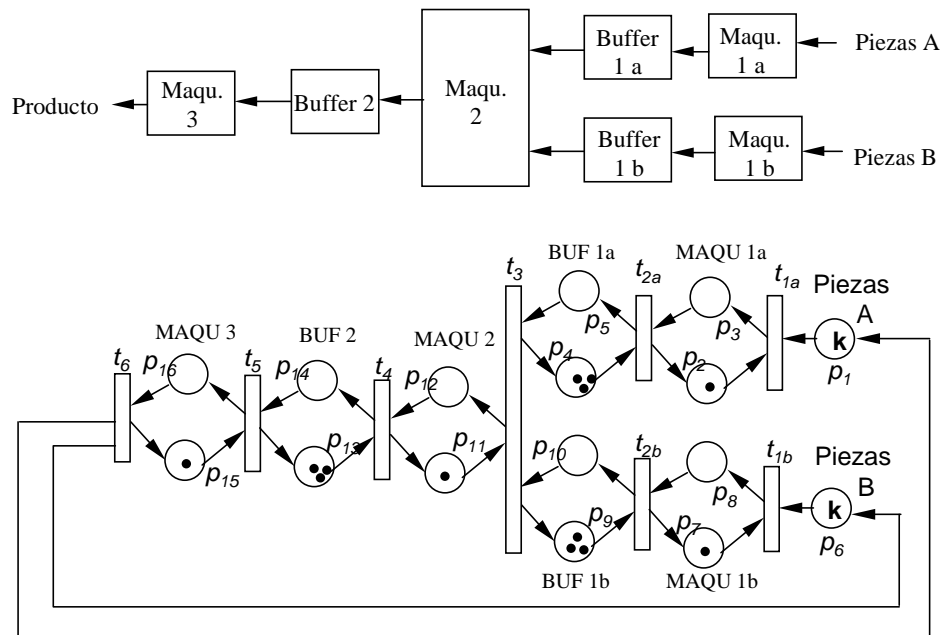 Producto
Maqu.
3
Buffer 2
Maqu.
2
Buffer
1 a
Maqu.
1 a
Piezas A
Buffer
1 b
Maqu.
1 b
Piezas B
BUF 1a
MAQU 1a
t3
t2a
t1a
Piezas
A
p5
p3
k
p1
p4
p2
MAQU 3
BUF 2
MAQU 2
t6
p16
t5
p14
t4
p12
p15
p13
p11
p10
t2b
p8
t1b
Piezas
B
p9
p7
k
p6
BUF 1b
MAQU 1b